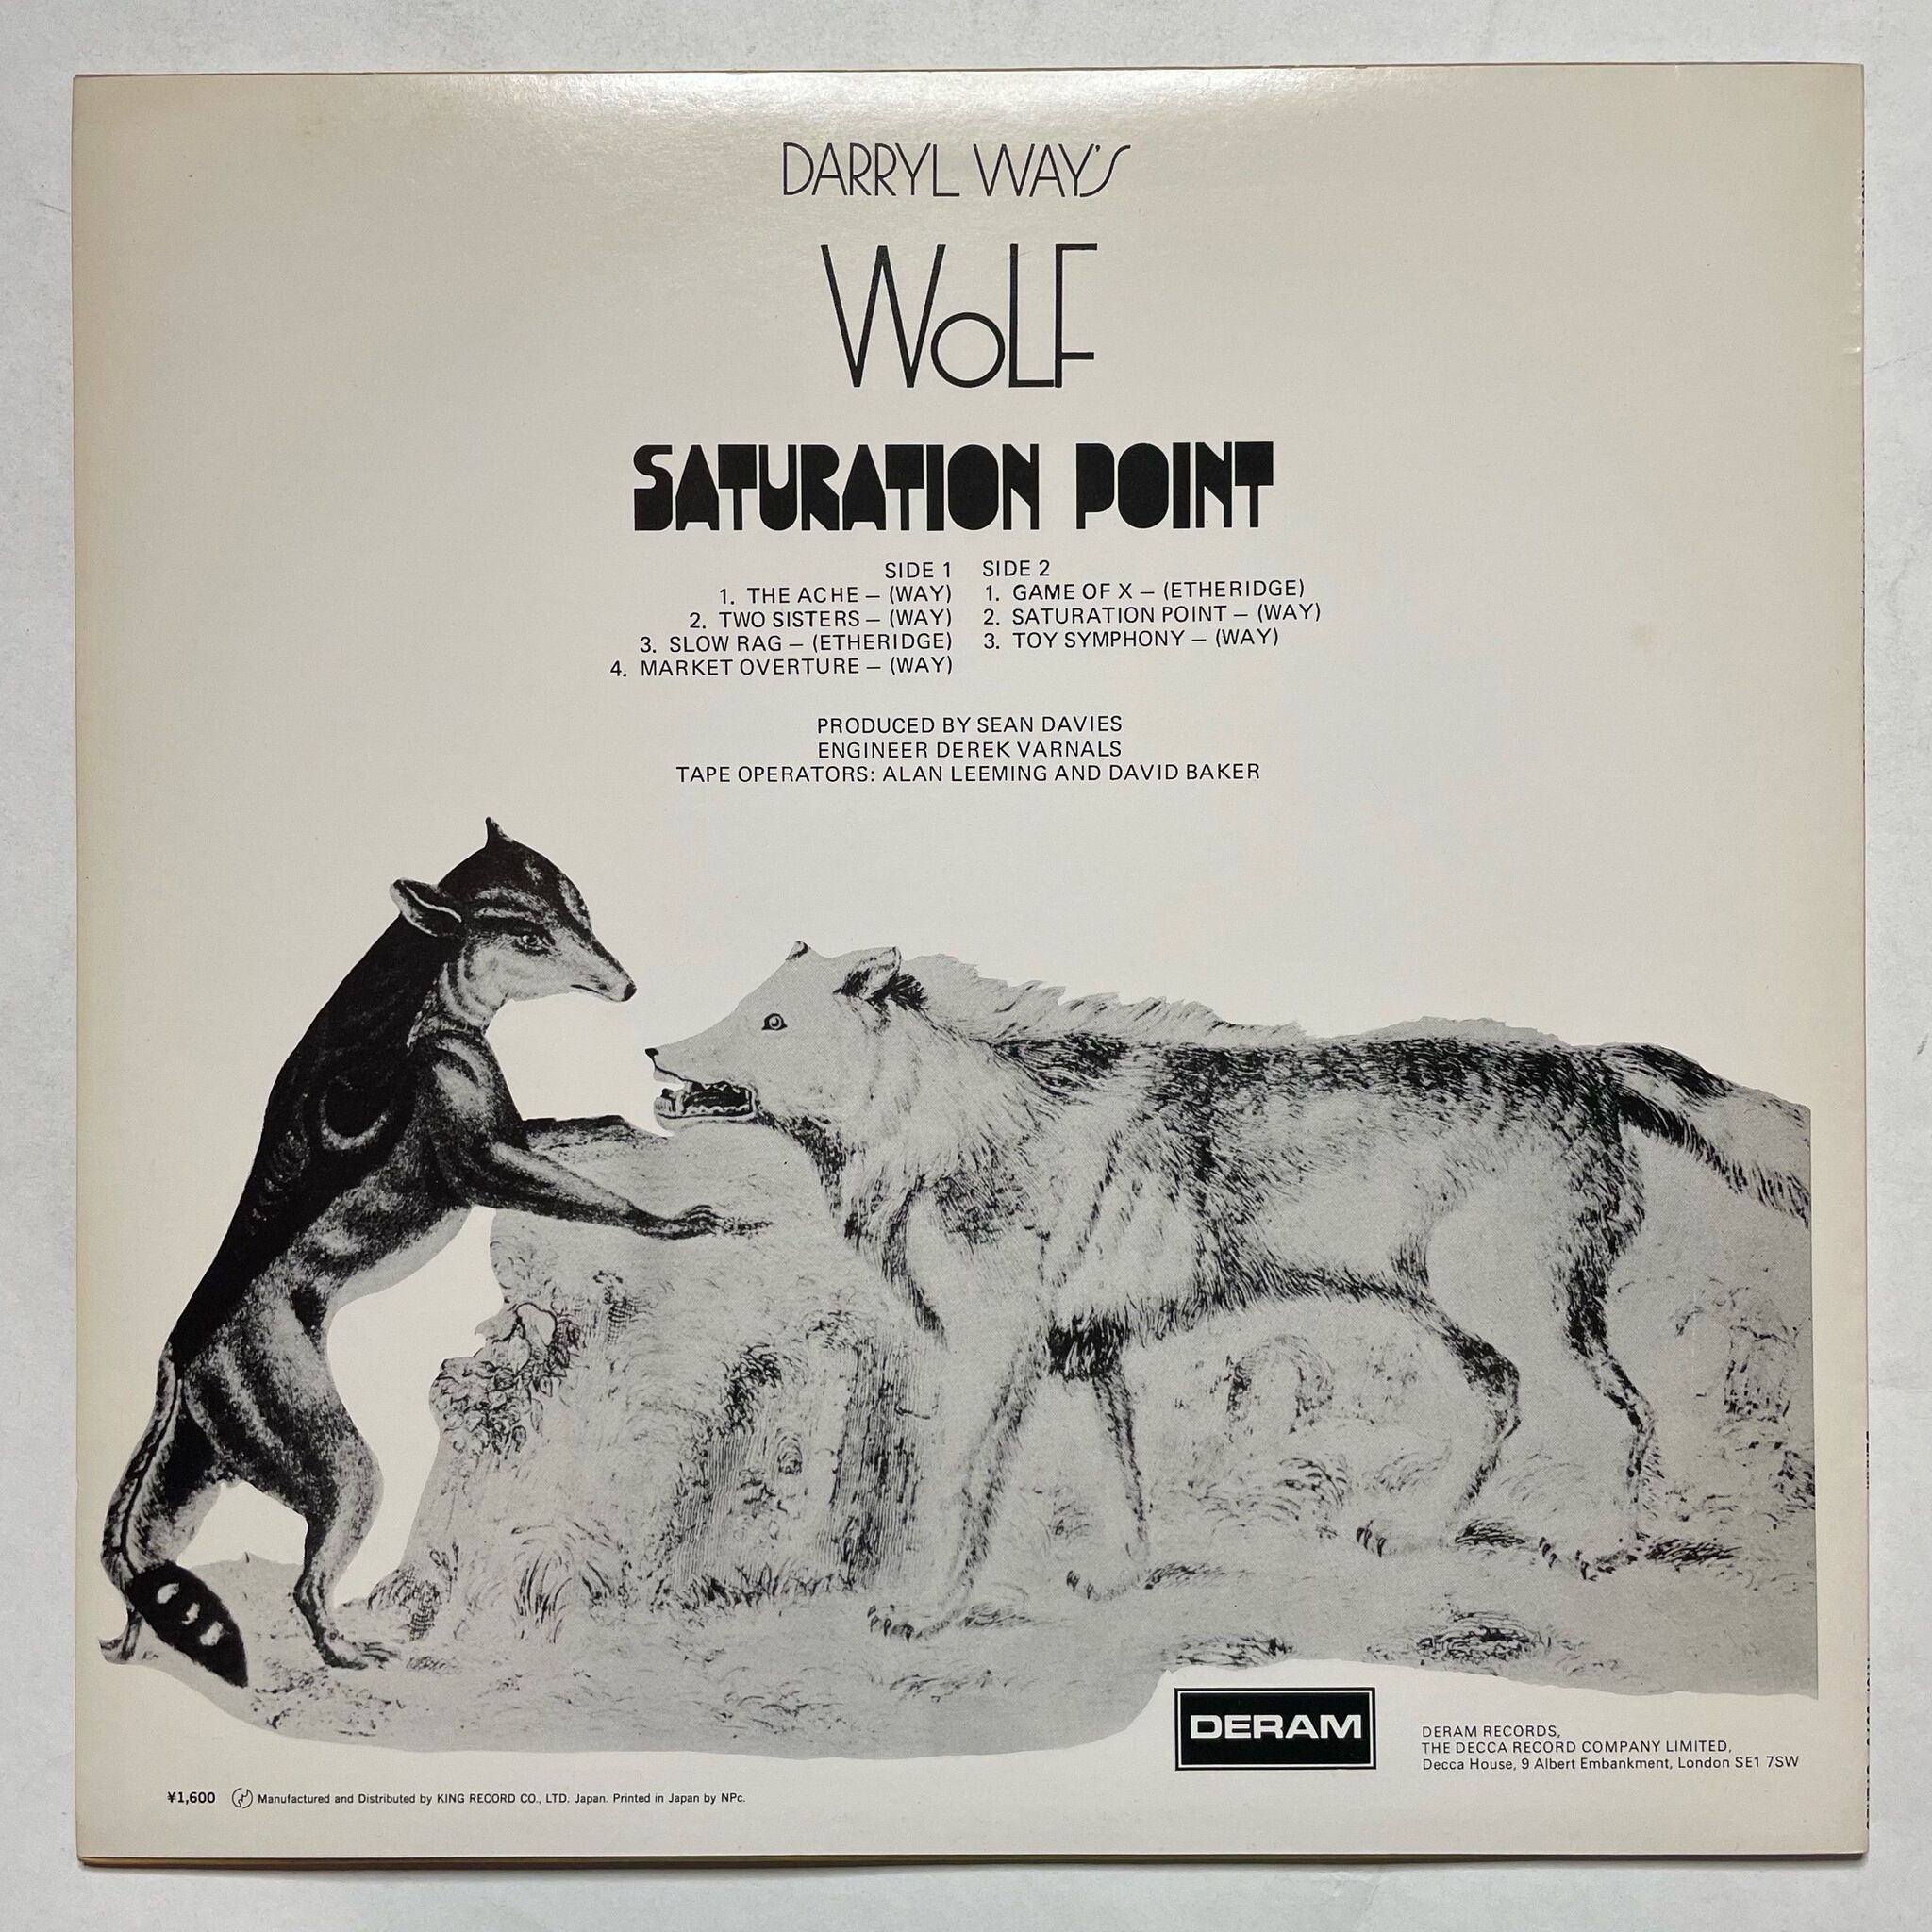 DARRYL WAY'S
WOLF
SATURATION POINT
SIDE 1
1. THE ACHE – (WAY)
2. TWO SISTERS – (WAY)
3. SLOW RAG – (ETHERIDGE)
4. MARKET OVERTURE – (WAY)
SIDE 2
1. GAME OF X – (ETHERIDGE)
2. SATURATION POINT – (WAY)
3. TOY SYMPHONY – (WAY)
PRODUCED BY SEAN DAVIES
ENGINEER DEREK VARNALS
TAPE OPERATORS: ALAN LEEMING AND DAVID BAKER
DERAM
DERAM RECORDS,
THE DECCA RECORD COMPANY LIMITED,
Decca House, 9 Albert Embankment, London SE1 7SW
¥1,600 Manufactured and Distributed by KING RECORD CO., LTD. Japan. Printed in Japan by NPc.